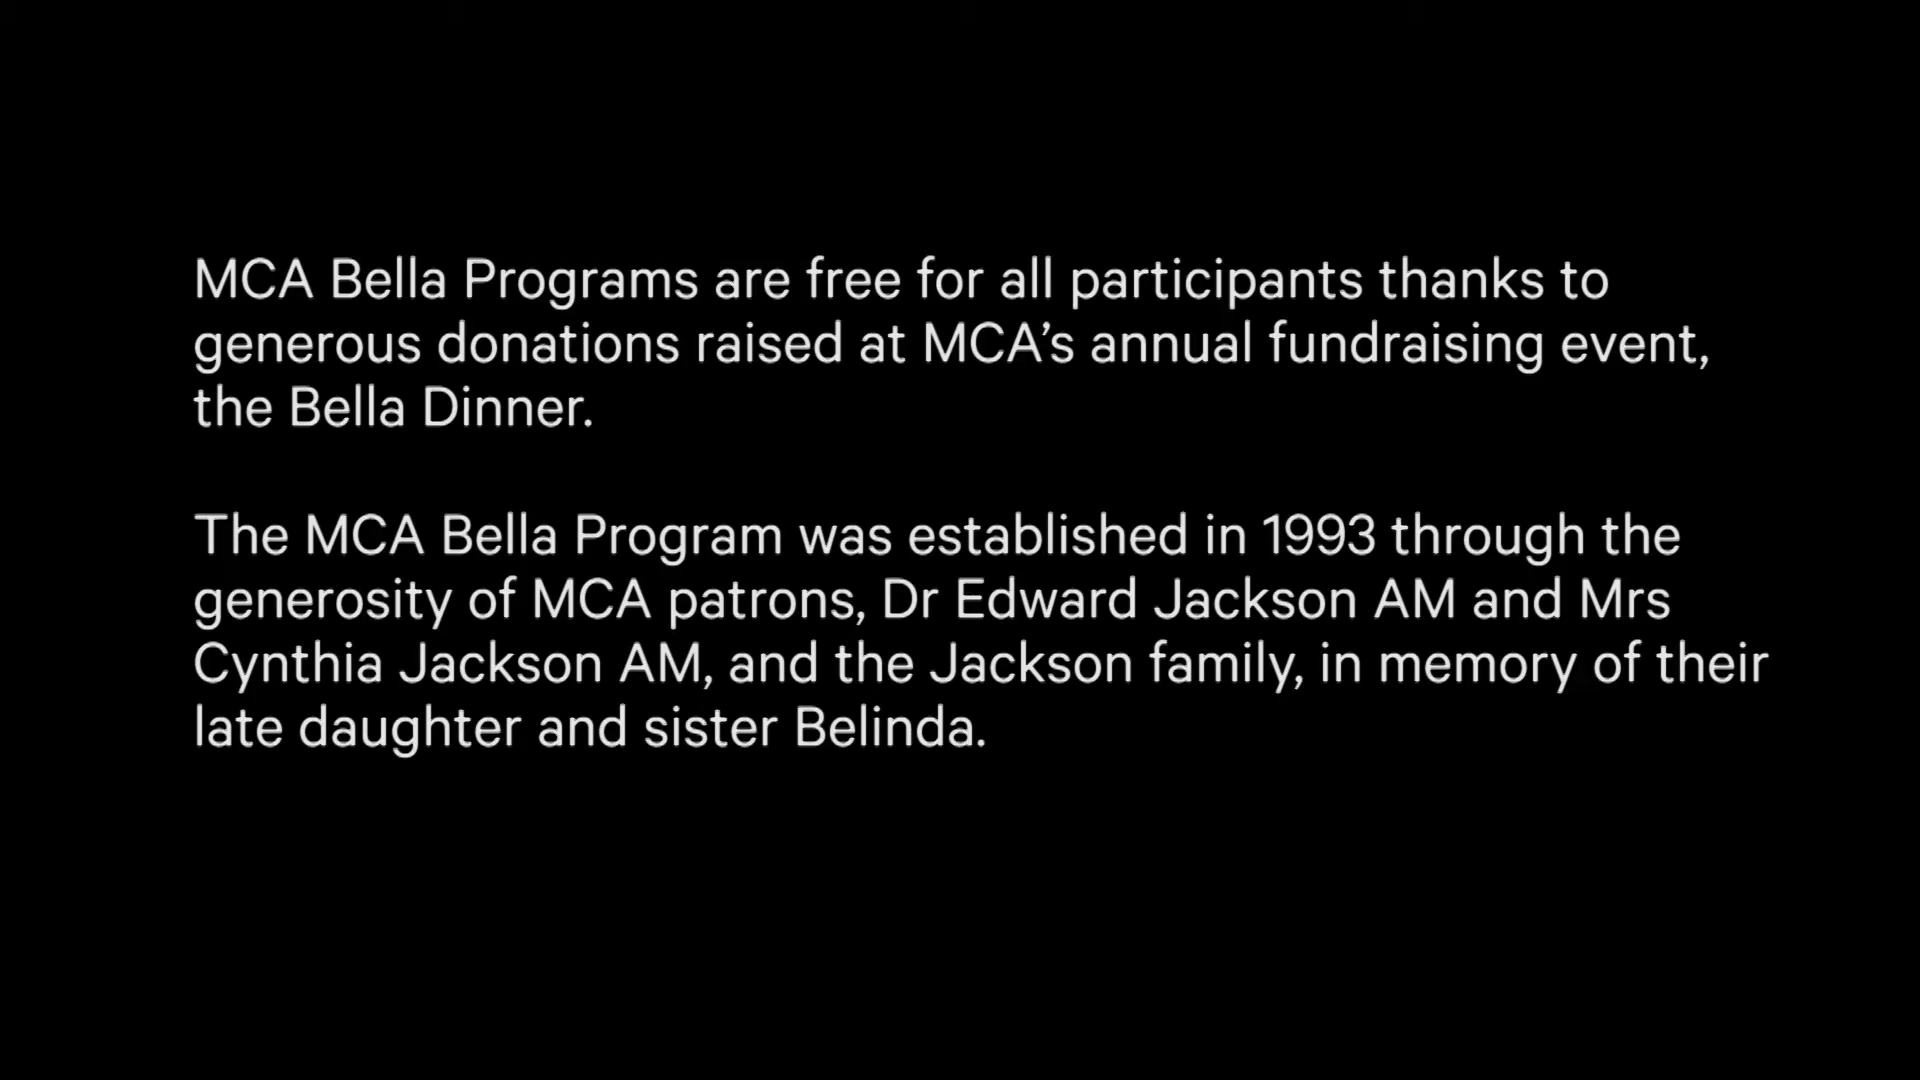 MCA Bella Programs are free for all participants thanks to
generous donations raised at MCA’s annual fundraising event,
the Bella Dinner.
The MCA Bella Program was established in 1993 through the
generosity of MCA patrons, Dr Edward Jackson AM and Mrs
Cynthia Jackson AM, and the Jackson family, in memory of their
late daughter and sister Belinda.